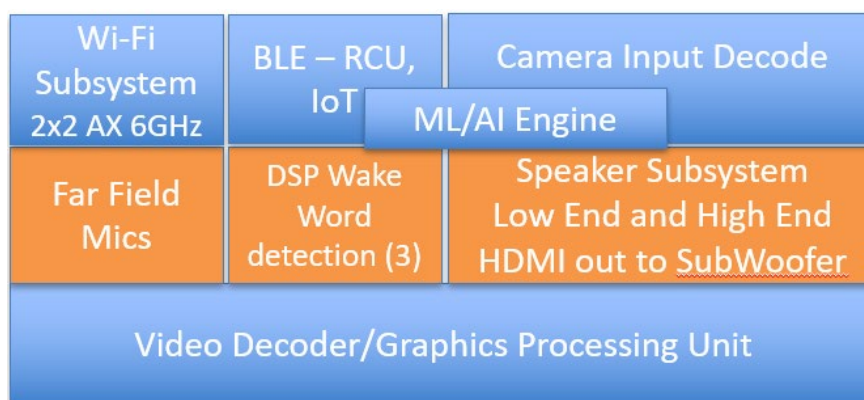 Wi-Fi
Subsystem
2x2 AX 6GHz
BLE – RCU,
IoT
Camera Input Decode
ML/AI Engine
Far Field
Mics
DSP Wake
Word
detection (3)
Speaker Subsystem
Low End and High End
HDMI out to SubWoofer
Video Decoder/Graphics Processing Unit